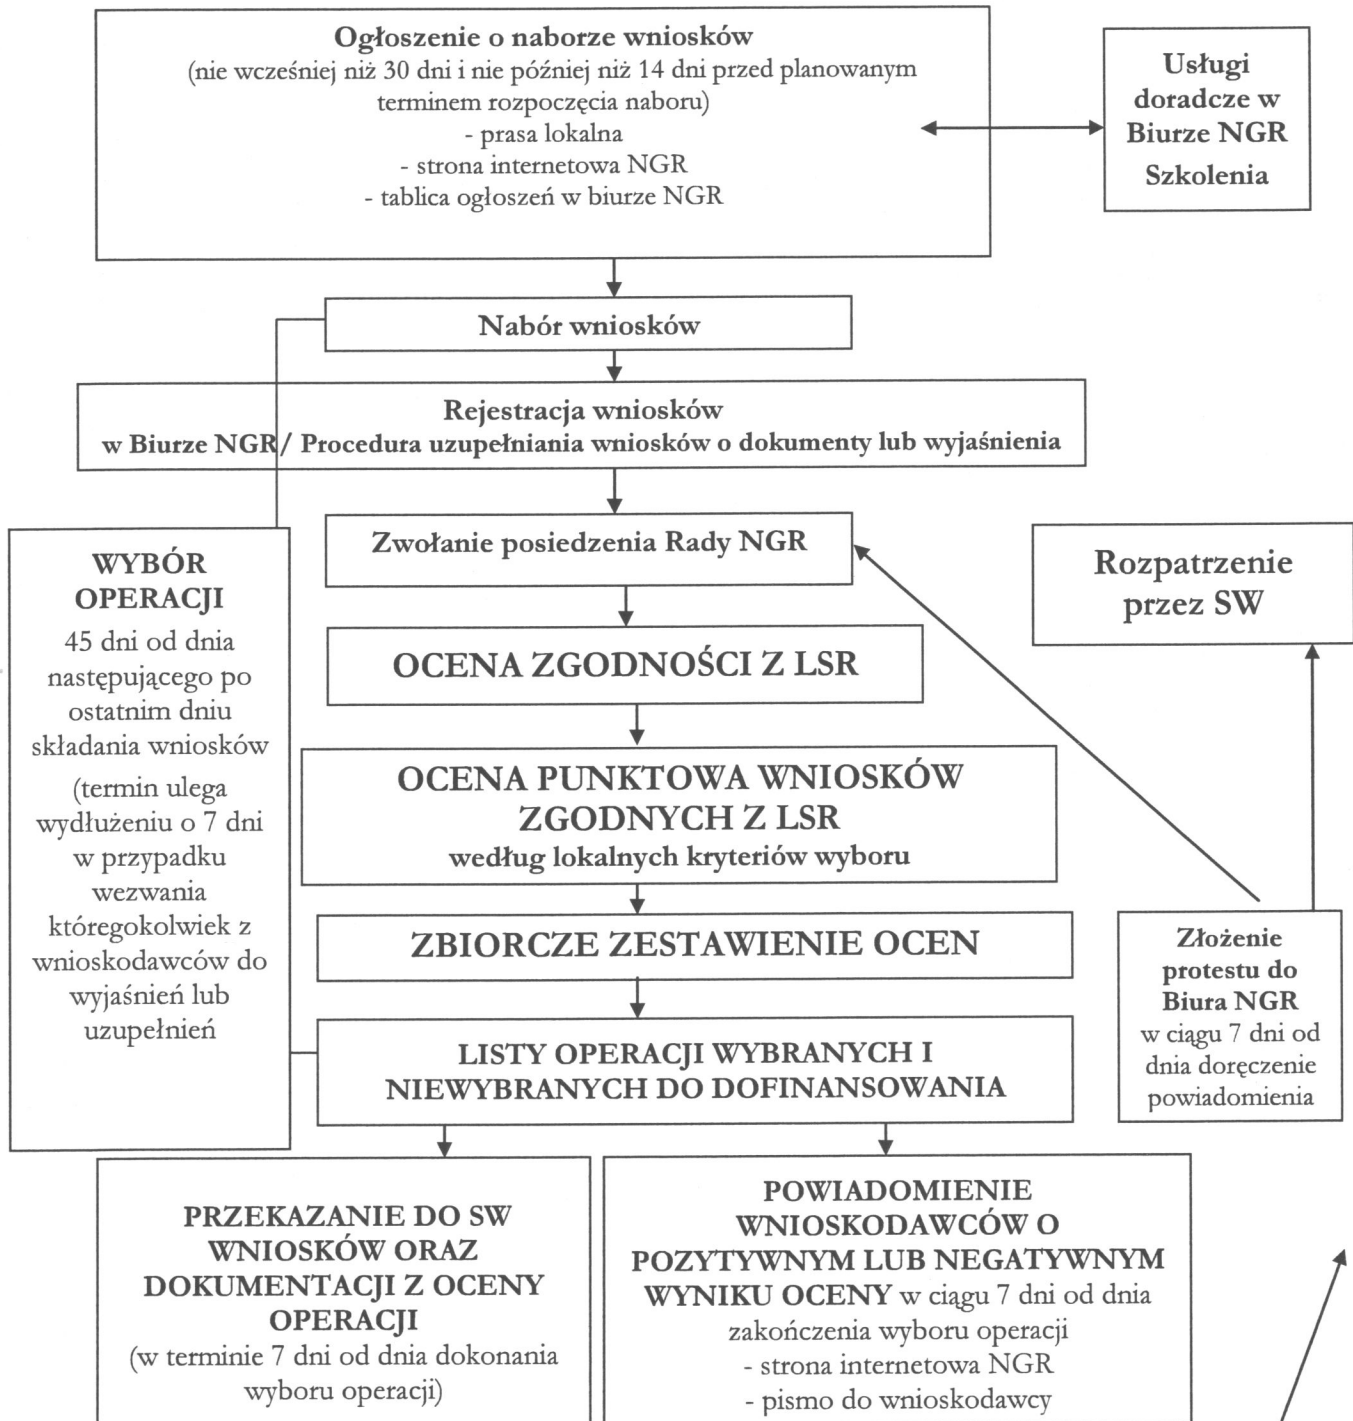 Ogłoszenie o naborze wniosków
(nie wcześniej niż 30 dni i nie później niż 14 dni przed planowanym
terminem rozpoczęcia naboru)
- prasa lokalna
- strona internetowa NGR
- tablica ogłoszeń w biurze NGR
Usługi
doradcze w
Biurze NGR
Szkolenia
Nabór wniosków
Rejestracja wniosków
w Biurze NGR/ Procedura uzupełniania wniosków o dokumenty lub wyjaśnienia
WYBÓR
OPERACJI
45 dni od dnia
następującego po
ostatnim dniu
składania wniosków
(termin ulega
wydłużeniu o 7 dni
w przypadku
wezwania
któregokolwiek z
wnioskodawców do
wyjaśnień lub
uzupełnień
Zwołanie posiedzenia Rady NGR
Rozpatrzenie
przez SW
OCENA ZGODNOŚCI Z LSR
OCENA PUNKTOWA WNIOSKÓW
ZGODNYCH Z LSR
według lokalnych kryteriów wyboru
ZBIORCZE ZESTAWIENIE OCEN
Złożenie
protestu do
Biura NGR
w ciągu 7 dni od
dnia doręczenie
powiadomienia
LISTY OPERACJI WYBRANYCH I
NIEWYBRANYCH DO DOFINANSOWANIA
PRZEKAZANIE DO SW
WNIOSKÓW ORAZ
DOKUMENTACJI Z OCENY
OPERACJI
(w terminie 7 dni od dnia dokonania
wyboru operacji)
POWIADOMIENIE
WNIOSKODAWCÓW O
POZYTYWNYM LUB NEGATYWNYM
WYNIKU OCENY w ciągu 7 dni od dnia
zakończenia wyboru operacji
- strona internetowa NGR
- pismo do wnioskodawcy